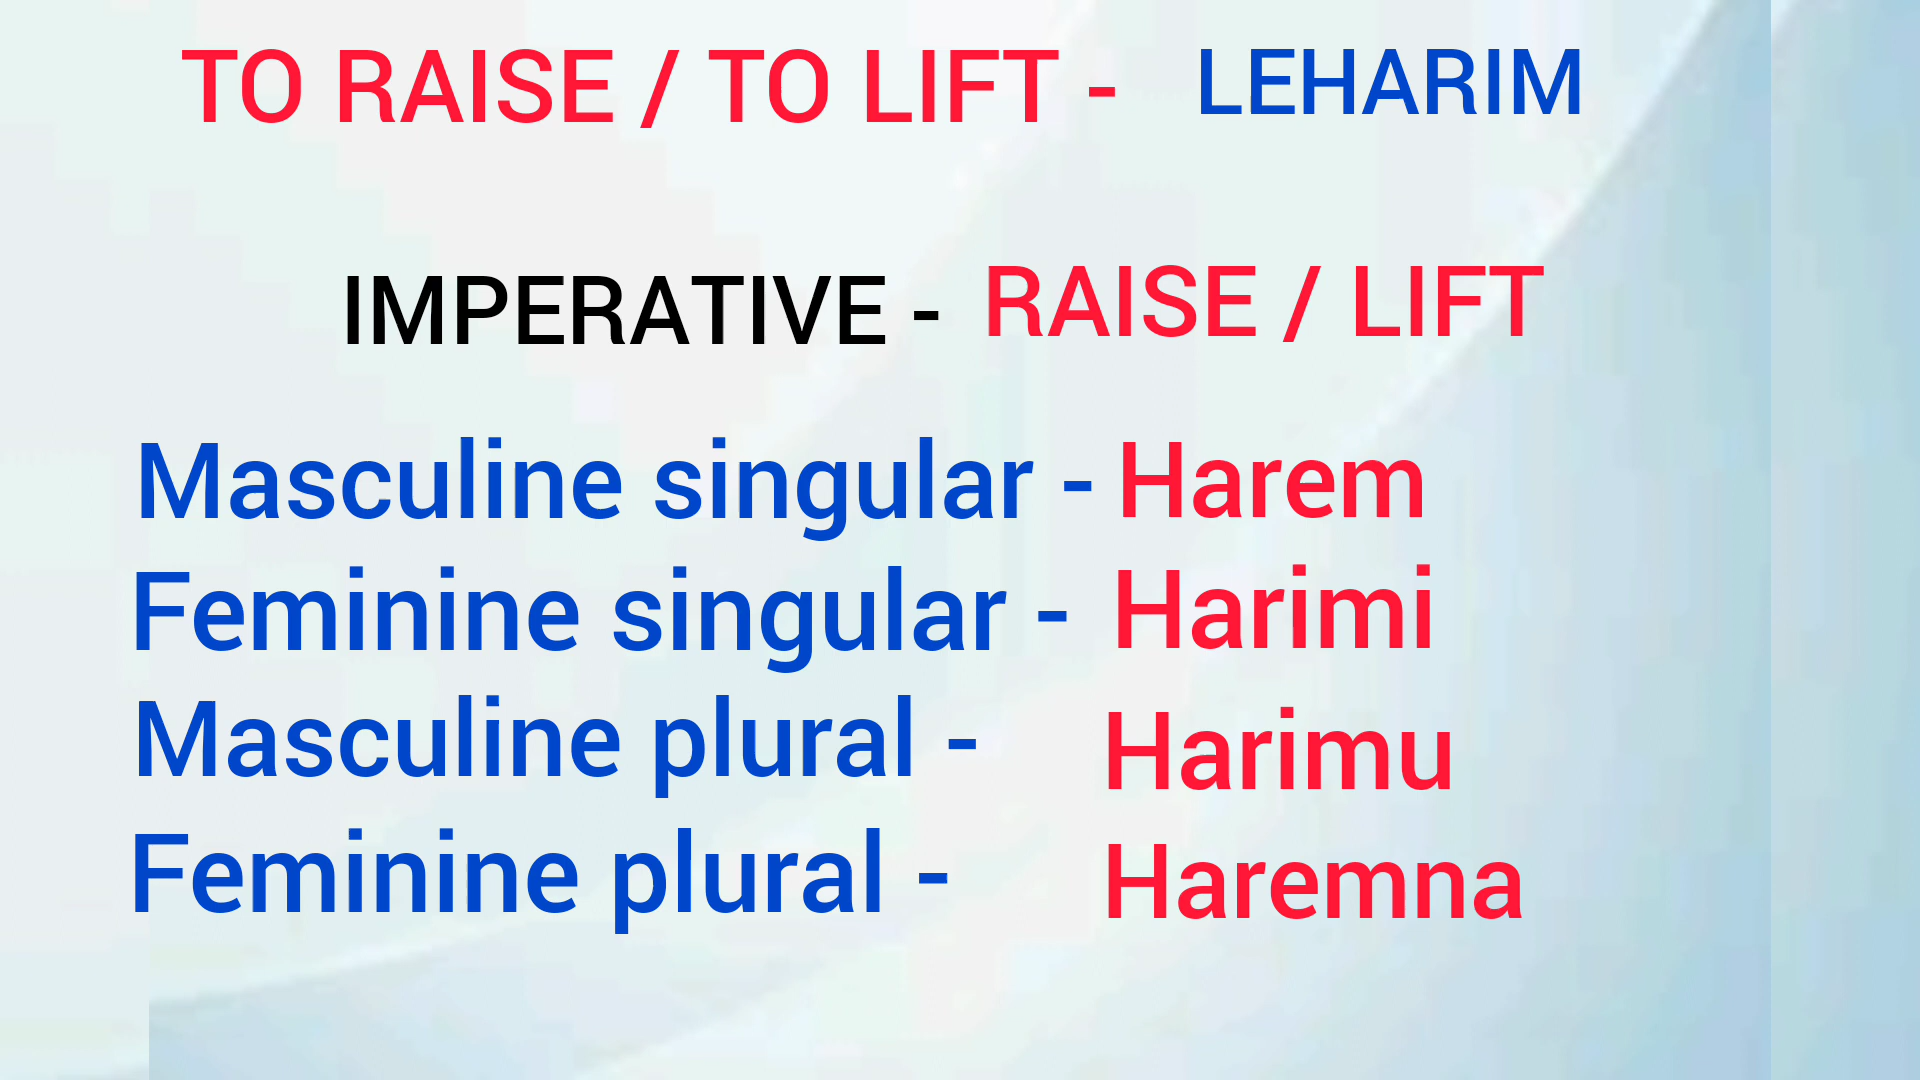 TO RAISE / TO LIFT - LEHARIM
IMPERATIVE - RAISE / LIFT
Masculine singular - Harem
Feminine singular - Harimi
Masculine plural - Harimu
Feminine plural - Haremna